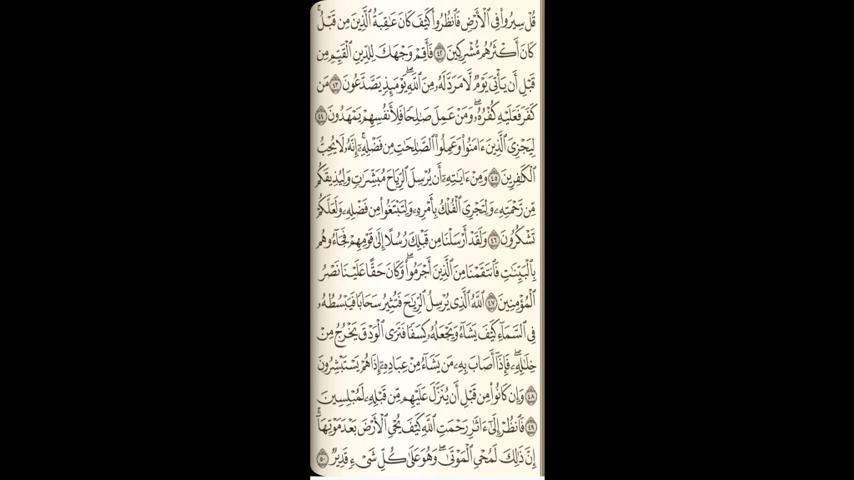 قُلْ سِيرُوا۟ فِى ٱلْأَرْضِ فَٱنظُرُوا۟ كَيْفَ كَانَ عَـٰقِبَةُ ٱلَّذِينَ مِن قَبْلُ ۚ
كَانَ أَكْثَرُهُم مُّشْرِكِينَ ٤٢ فَأَقِمْ وَجْهَكَ لِلدِّينِ ٱلْقَيِّمِ مِن
قَبْلِ أَن يَأْتِىَ يَوْمٌ لَّا مَرَدَّ لَهُۥ مِنَ ٱللَّهِ ۖ يَوْمَئِذٍ يَصَّدَّعُونَ ٤٣ مَن
كَفَرَ فَعَلَيْهِ كُفْرُهُۥ ۖ وَمَنْ عَمِلَ صَـٰلِحًا فَلِأَنفُسِهِمْ يَمْهَدُونَ ٤٤
لِيَجْزِىَ ٱلَّذِينَ ءَامَنُوا۟ وَعَمِلُوا۟ ٱلصَّـٰلِحَـٰتِ مِن فَضْلِهِۦٓ ۚ إِنَّهُۥ لَا يُحِبُّ
ٱلْكَـٰفِرِينَ ٤٥ وَمِنْ ءَايَـٰتِهِۦٓ أَن يُرْسِلَ ٱلرِّيَاحَ مُبَشِّرَٰتٍ وَلِيُذِيقَكُم
مِّن رَّحْمَتِهِۦ وَلِتَجْرِىَ ٱلْفُلْكُ بِأَمْرِهِۦ وَلِتَبْتَغُوا۟ مِن فَضْلِهِۦ وَلَعَلَّكُمْ
تَشْكُرُونَ ٤٦ وَلَقَدْ أَرْسَلْنَا مِن قَبْلِكَ رُسُلًا إِلَىٰ قَوْمِهِمْ فَجَآءُوهُم
بِٱلْبَيِّنَـٰتِ فَٱنتَقَمْنَا مِنَ ٱلَّذِينَ أَجْرَمُوا۟ ۖ وَكَانَ حَقًّا عَلَيْنَا نَصْرُ
ٱلْمُؤْمِنِينَ ٤٧ ٱللَّهُ ٱلَّذِى يُرْسِلُ ٱلرِّيَـٰحَ فَتُثِيرُ سَحَابًا فَيَبْسُطُهُۥ
فِى ٱلسَّمَآءِ كَيْفَ يَشَآءُ وَيَجْعَلُهُۥ كِسَفًا فَتَرَى ٱلْوَدْقَ يَخْرُجُ مِنْ
خِلَـٰلِهِۦ ۖ فَإِذَآ أَصَابَ بِهِۦ مَن يَشَآءُ مِنْ عِبَادِهِۦٓ إِذَا هُمْ يَسْتَبْشِرُونَ
٤٨ وَإِن كَانُوا۟ مِن قَبْلِ أَن يُنَزَّلَ عَلَيْهِم مِّن قَبْلِهِۦ لَمُبْلِسِينَ
٤٩ فَٱنظُرْ إِلَىٰٓ ءَاثَـٰرِ رَحْمَتِ ٱللَّهِ كَيْفَ يُحْىِ ٱلْأَرْضَ بَعْدَ مَوْتِهَآ ۚ
إِنَّ ذَٰلِكَ لَمُحْىِ ٱلْمَوْتَىٰ ۖ وَهُوَ عَلَىٰ كُلِّ شَىْءٍ قَدِيرٌ ٥٠